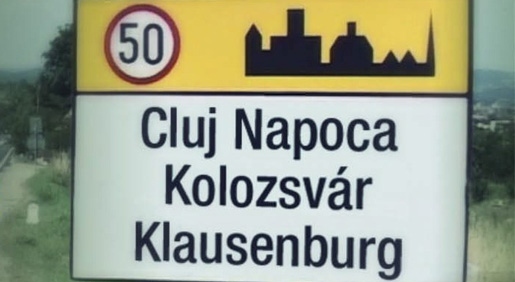 50
Cluj Napoca
Kolozsvár
Klausenburg